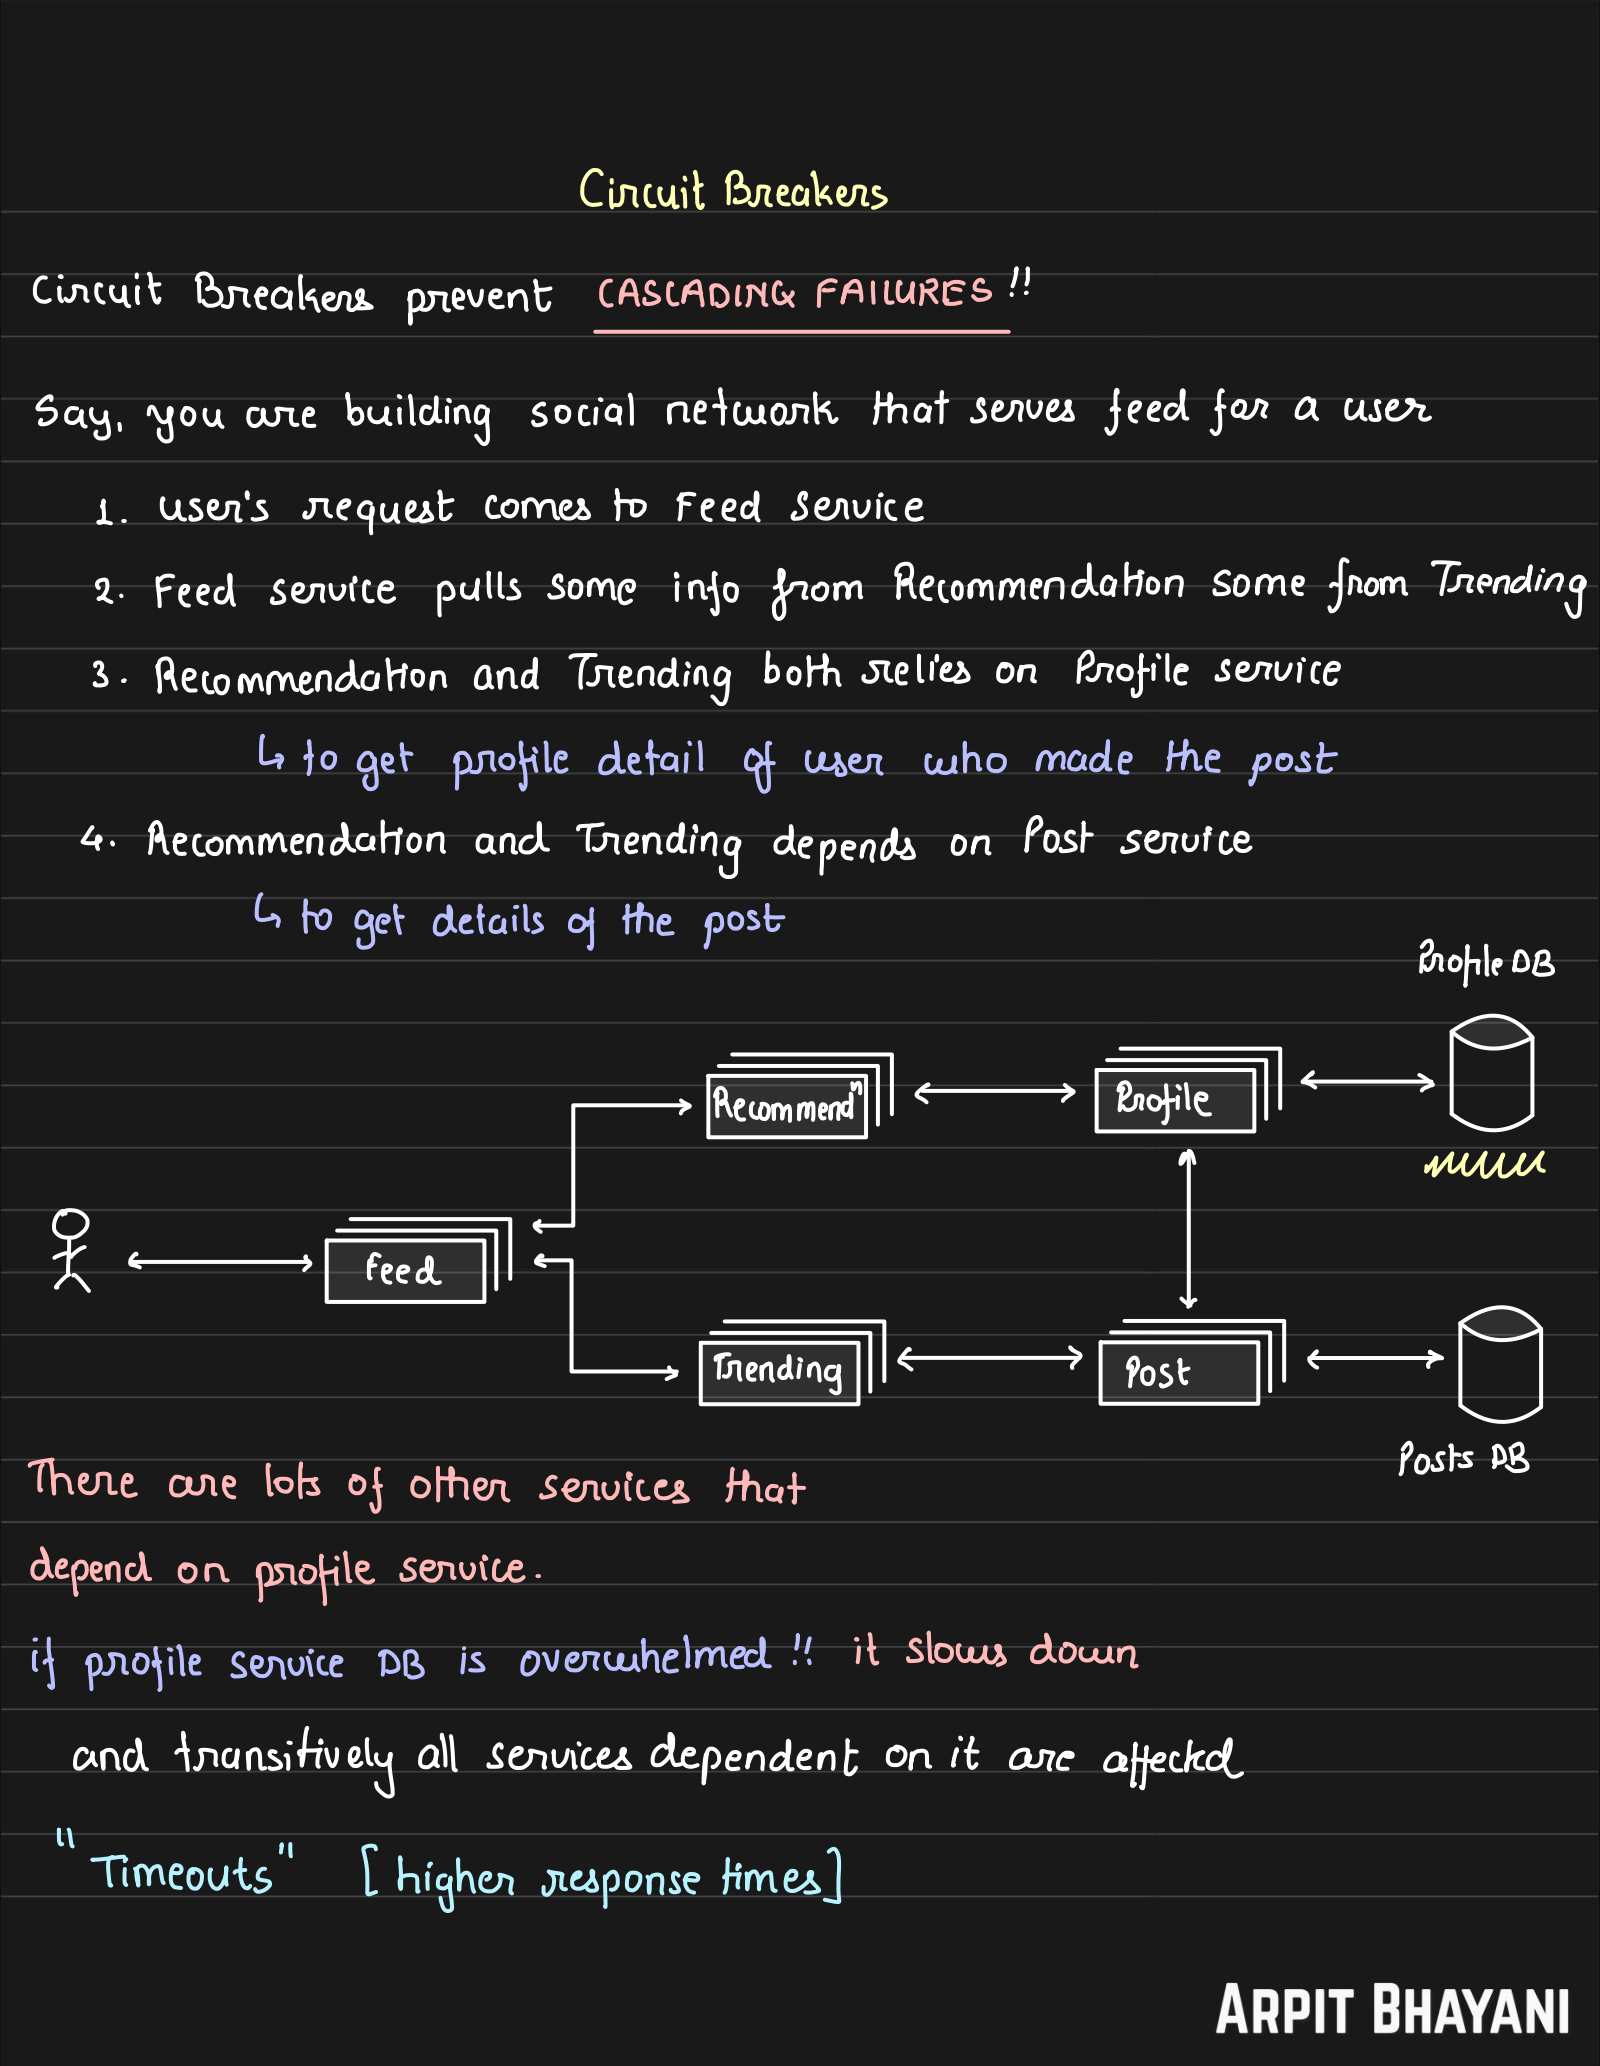 Circuit Breakers
Circuit Breakers prevent CASCADING FAILURES !!
Say, you are building social network that serves feed for a user
1. user's request comes to Feed Service
2. Feed service pulls some info from Recommendation some from Trending
3. Recommendation and Trending both relies on Profile service
↳ to get profile detail of user who made the post
4. Recommendation and Trending depends on Post service
↳ to get details of the post
Profile DB
Recommendⁿ
Profile
Feed
Trending
Post
Posts DB
There are lots of other services that
depend on profile service.
if profile service DB is overwhelmed !! it slows down
and transitively all services dependent on it are affected
"Timeouts" [higher response times]
ARPIT BHAYANI